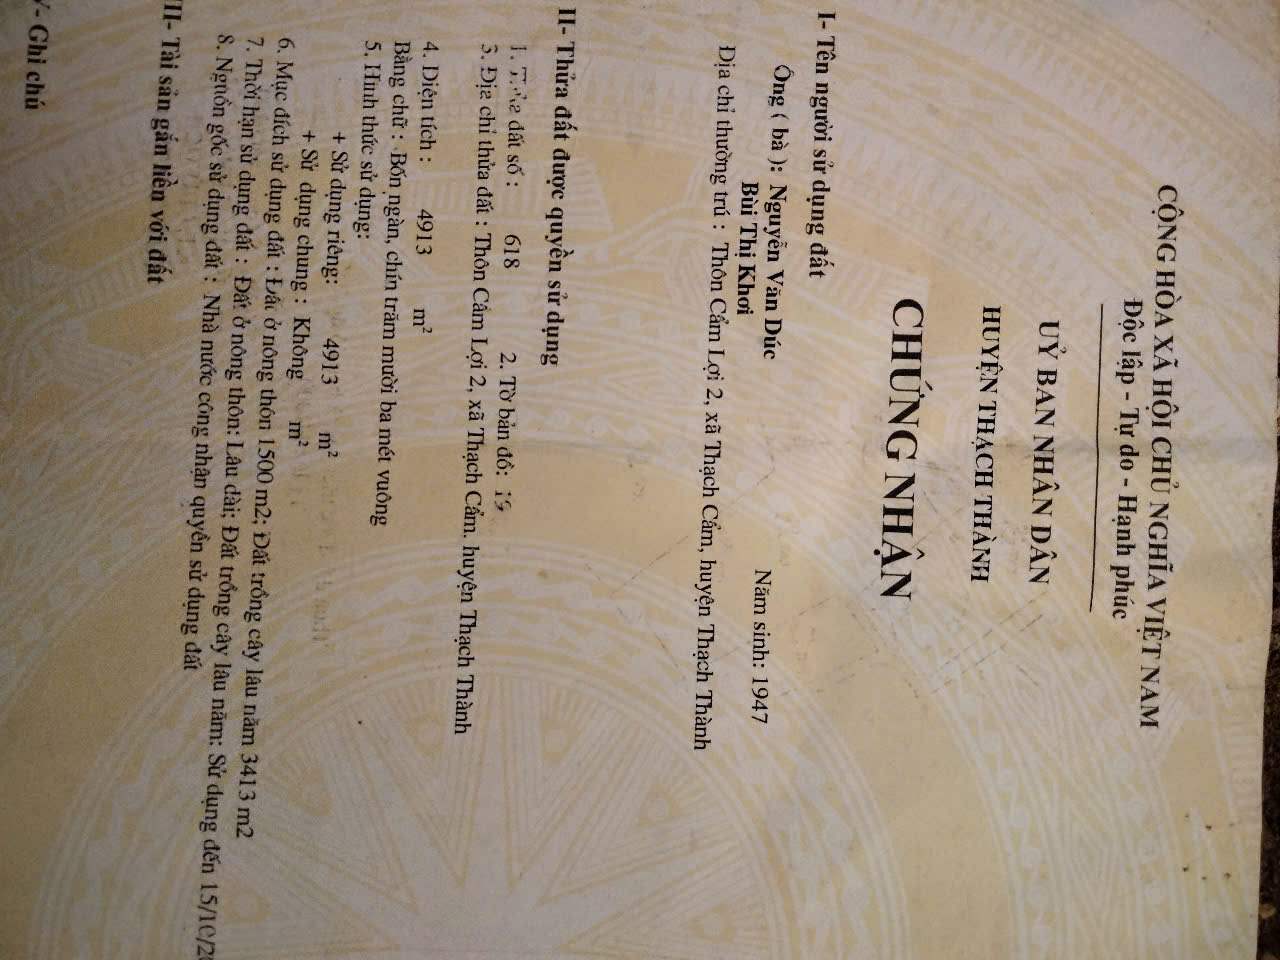 CỘNG HÒA XÃ HỘI CHỦ NGHĨA VIỆT NAM
Độc lập - Tự do - Hạnh phúc
UỶ BAN NHÂN DÂN
HUYỆN THẠCH THÀNH
CHỨNG NHẬN
I- Tên người sử dụng đất
Ông ( bà ): Nguyễn Văn Dúc Năm sinh: 1947
Bùi Thị Khơi
Địa chỉ thường trú : Thôn Cẩm Lợi 2, xã Thạch Cẩm, huyện Thạch Thành
II- Thửa đất được quyền sử dụng
1. đất số : 618 2. Tờ bản đồ:
3. Địa chỉ thửa đất : Thôn Cẩm Lợi 2, xã Thạch Cẩm, huyện Thạch Thành
4. Diện tích : 4913 m²
Bằng chữ : Bốn ngàn, chín trăm mười ba mét vuông
5. Hình thức sử dụng:
+ Sử dụng riêng: 4913 m²
+ Sử dụng chung : Không m²
6. Mục đích sử dụng đất : Đất ở nông thôn 1500 m2; Đất trồng cây lâu năm 3413 m2
7. Thời hạn sử dụng đất : Đất ở nông thôn: Lâu dài; Đất trồng cây lâu năm: Sử dụng đến 15/10/
8. Nguồn gốc sử dụng đất : Nhà nước công nhận quyền sử dụng đất
III- Tài sản gắn liền với đất
- Ghi chú